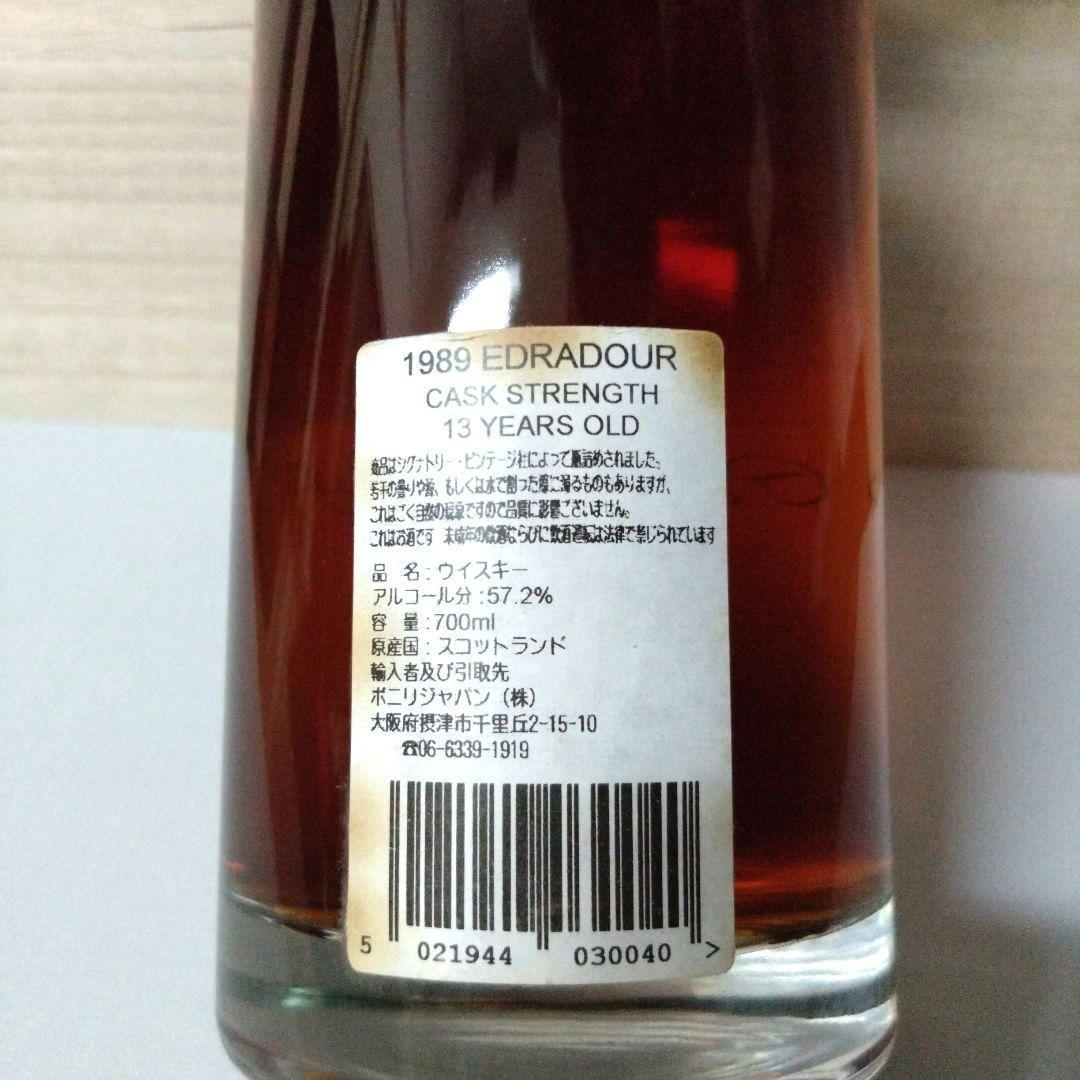 1989 EDRADOUR
CASK STRENGTH
13 YEARS OLD
商品はシグナトリー・ビンテージ社によって瓶詰めされました。
若干の曇りや澱、もしくは水で割った際に濁るものもありますが、
これはごく自然の現象ですので品質に影響ございません。
これはお酒です 未成年の飲酒ならびに飲酒運転は法律で禁じられています
品 名:ウイスキー
アルコール分:57.2%
容 量:700ml
原産国:スコットランド
輸入者及び引取先
ボニリジャパン(株)
大阪府摂津市千里丘2-15-10
☎06-6339-1919
5 021944 030040 >